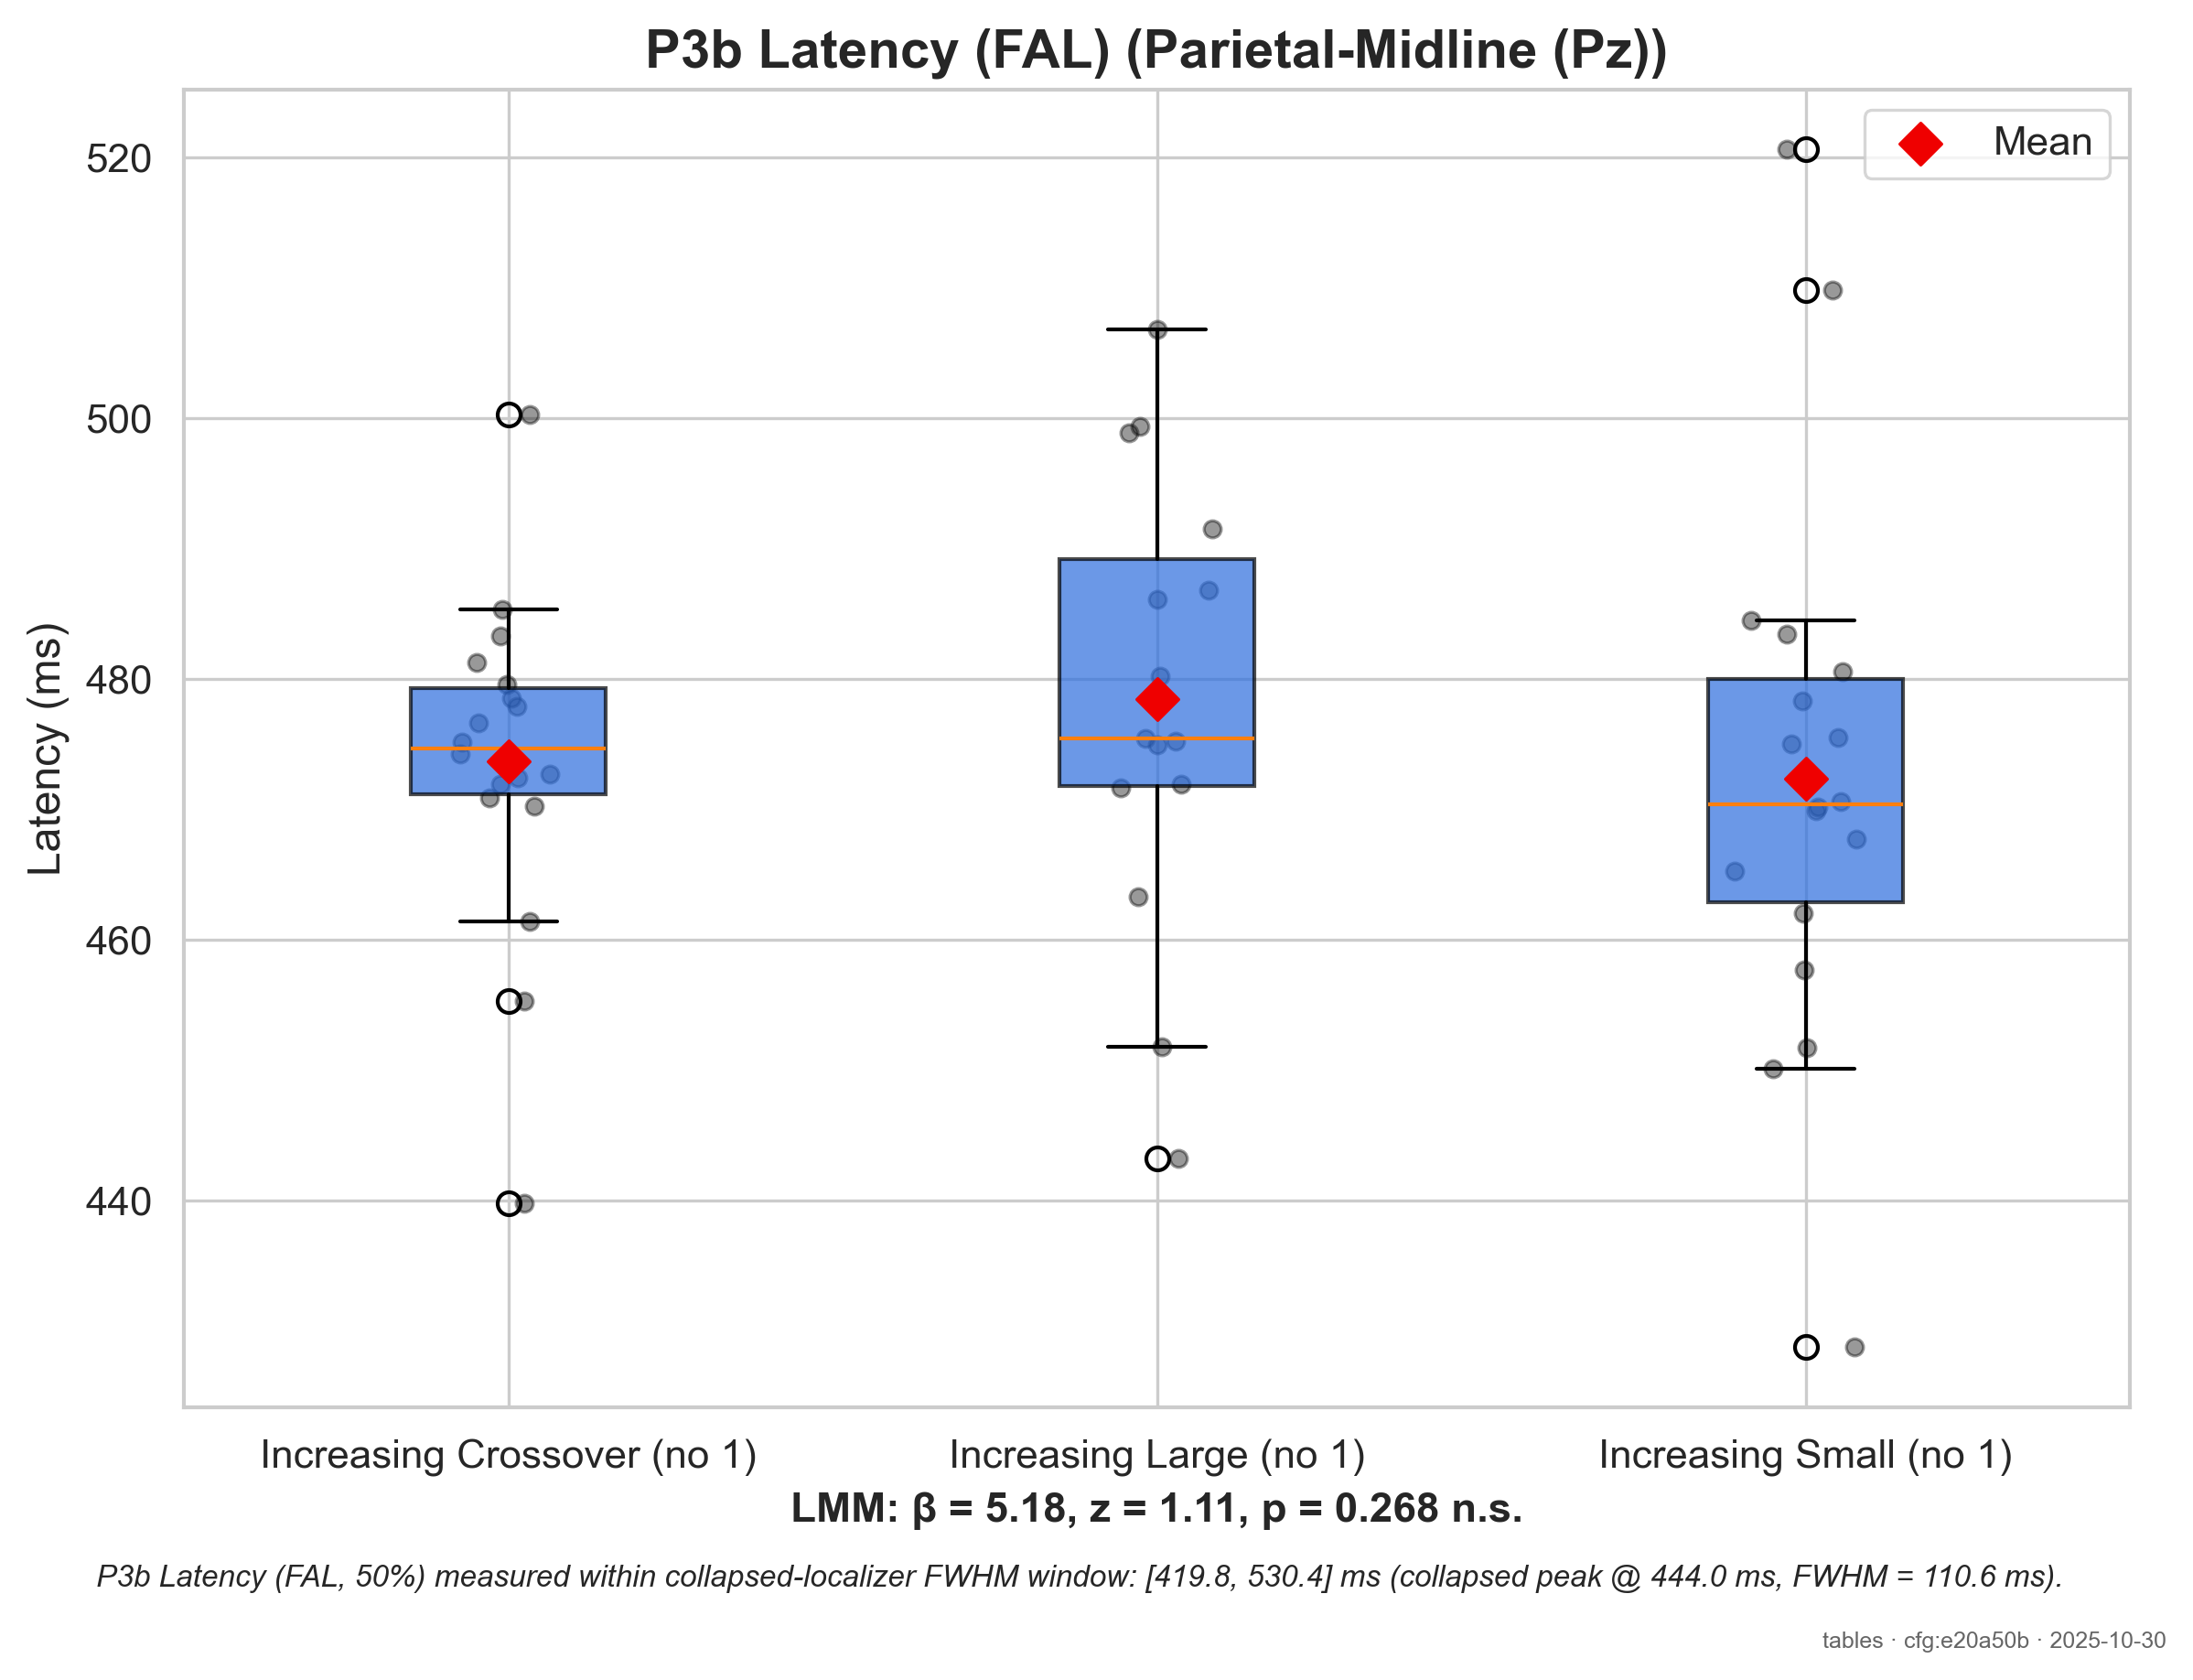 P3b Latency (FAL) (Parietal-Midline (Pz))
Mean
Latency (ms)
520
500
480
460
440
Increasing Crossover (no 1)
Increasing Large (no 1)
Increasing Small (no 1)
LMM: β = 5.18, z = 1.11, p = 0.268 n.s.
P3b Latency (FAL, 50%) measured within collapsed-localizer FWHM window: [419.8, 530.4] ms (collapsed peak @ 444.0 ms, FWHM = 110.6 ms).
tables · cfg:e20a50b · 2025-10-30